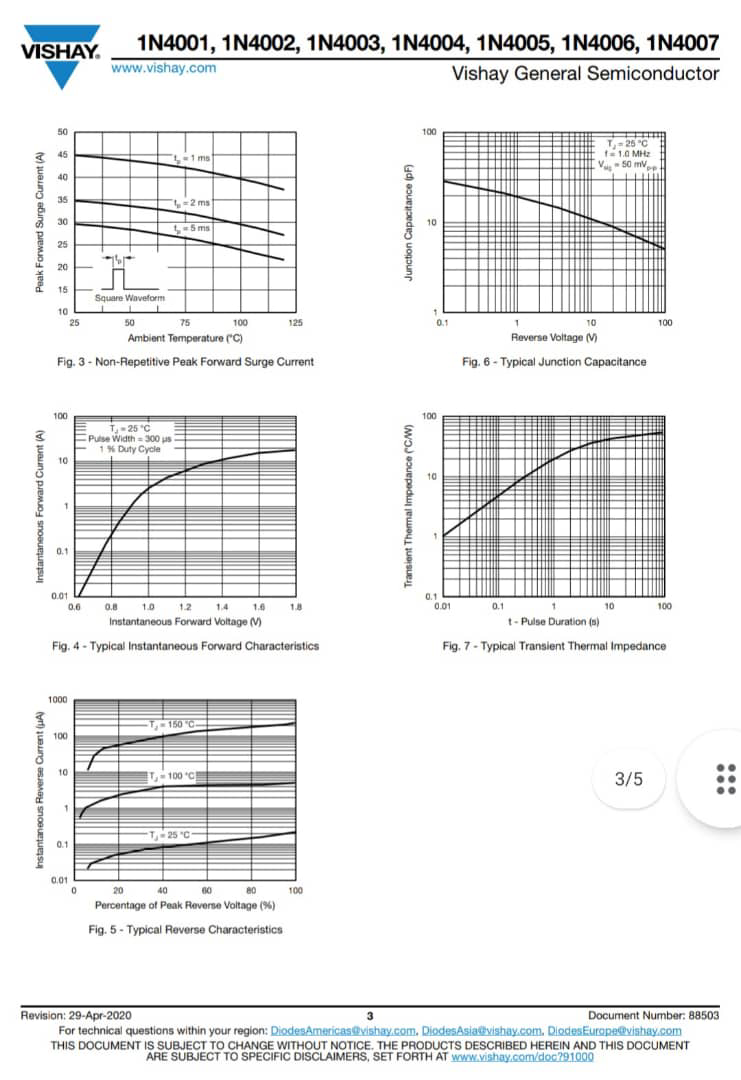 VISHAY.
1N4001, 1N4002, 1N4003, 1N4004, 1N4005, 1N4006, 1N4007
www.vishay.com
Vishay General Semiconductor
Peak Forward Surge Current (A)
50
45
40
35
30
25
20
15
10
tp = 1 ms
tp = 2 ms
tp = 5 ms
tp
Square Waveform
25 50 75 100 125
Ambient Temperature (°C)
Fig. 3 - Non-Repetitive Peak Forward Surge Current
Junction Capacitance (pF)
100
10
1
TJ = 25 °C
f = 1.0 MHz
Vsig = 50 mVp-p
0.1 1 10 100
Reverse Voltage (V)
Fig. 6 - Typical Junction Capacitance
Instantaneous Forward Current (A)
100
10
1
0.1
0.01
TJ = 25 °C
Pulse Width = 300 µs
1 % Duty Cycle
0.6 0.8 1.0 1.2 1.4 1.6 1.8
Instantaneous Forward Voltage (V)
Fig. 4 - Typical Instantaneous Forward Characteristics
Transient Thermal Impedance (°C/W)
100
10
1
0.1
0.01 0.1 1 10 100
t - Pulse Duration (s)
Fig. 7 - Typical Transient Thermal Impedance
Instantaneous Reverse Current (µA)
1000
100
10
1
0.1
0.01
TJ = 150 °C
TJ = 100 °C
TJ = 25 °C
0 20 40 60 80 100
Percentage of Peak Reverse Voltage (%)
Fig. 5 - Typical Reverse Characteristics
3/5
Revision: 29-Apr-2020 3 Document Number: 88503
For technical questions within your region: DiodesAmericas@vishay.com, DiodesAsia@vishay.com, DiodesEurope@vishay.com
THIS DOCUMENT IS SUBJECT TO CHANGE WITHOUT NOTICE. THE PRODUCTS DESCRIBED HEREIN AND THIS DOCUMENT
ARE SUBJECT TO SPECIFIC DISCLAIMERS, SET FORTH AT www.vishay.com/doc?91000